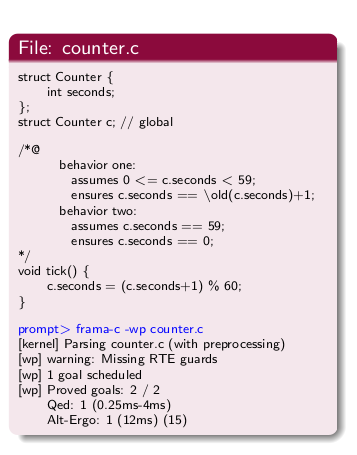 File: counter.c
struct Counter {
int seconds;
};
struct Counter c; // global
/*@
behavior one:
assumes 0 <= c.seconds < 59;
ensures c.seconds == \old(c.seconds)+1;
behavior two:
assumes c.seconds == 59;
ensures c.seconds == 0;
*/
void tick() {
c.seconds = (c.seconds+1) % 60;
}
prompt> frama-c -wp counter.c
[kernel] Parsing counter.c (with preprocessing)
[wp] warning: Missing RTE guards
[wp] 1 goal scheduled
[wp] Proved goals: 2 / 2
Qed: 1 (0.25ms-4ms)
Alt-Ergo: 1 (12ms) (15)